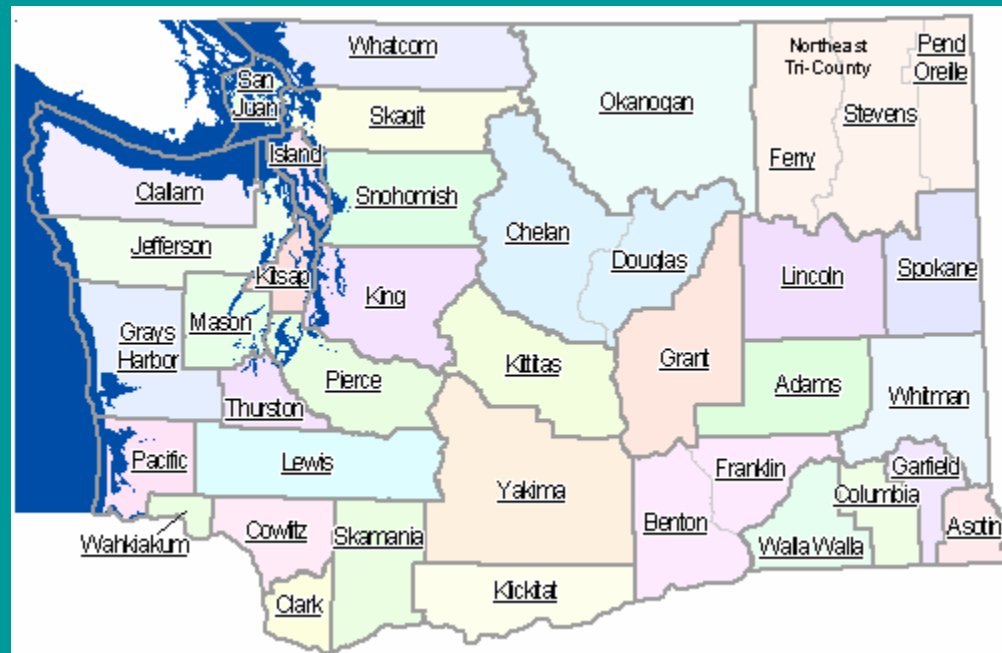 Whatcom
San
Juan
Skagit
Island
Okanogan
Northeast
Tri-County
Pend
Oreille
Stevens
Ferry
Clallam
Snohomish
Jefferson
Chelan
Douglas
Kitsap
King
Lincoln
Spokane
Mason
Grays
Harbor
Kittitas
Grant
Pierce
Adams
Whitman
Thurston
Pacific
Lewis
Yakima
Franklin
Garfield
Columbia
Benton
Wahkiakum
Cowlitz
Skamania
Walla Walla
Asotin
Clark
Klickitat